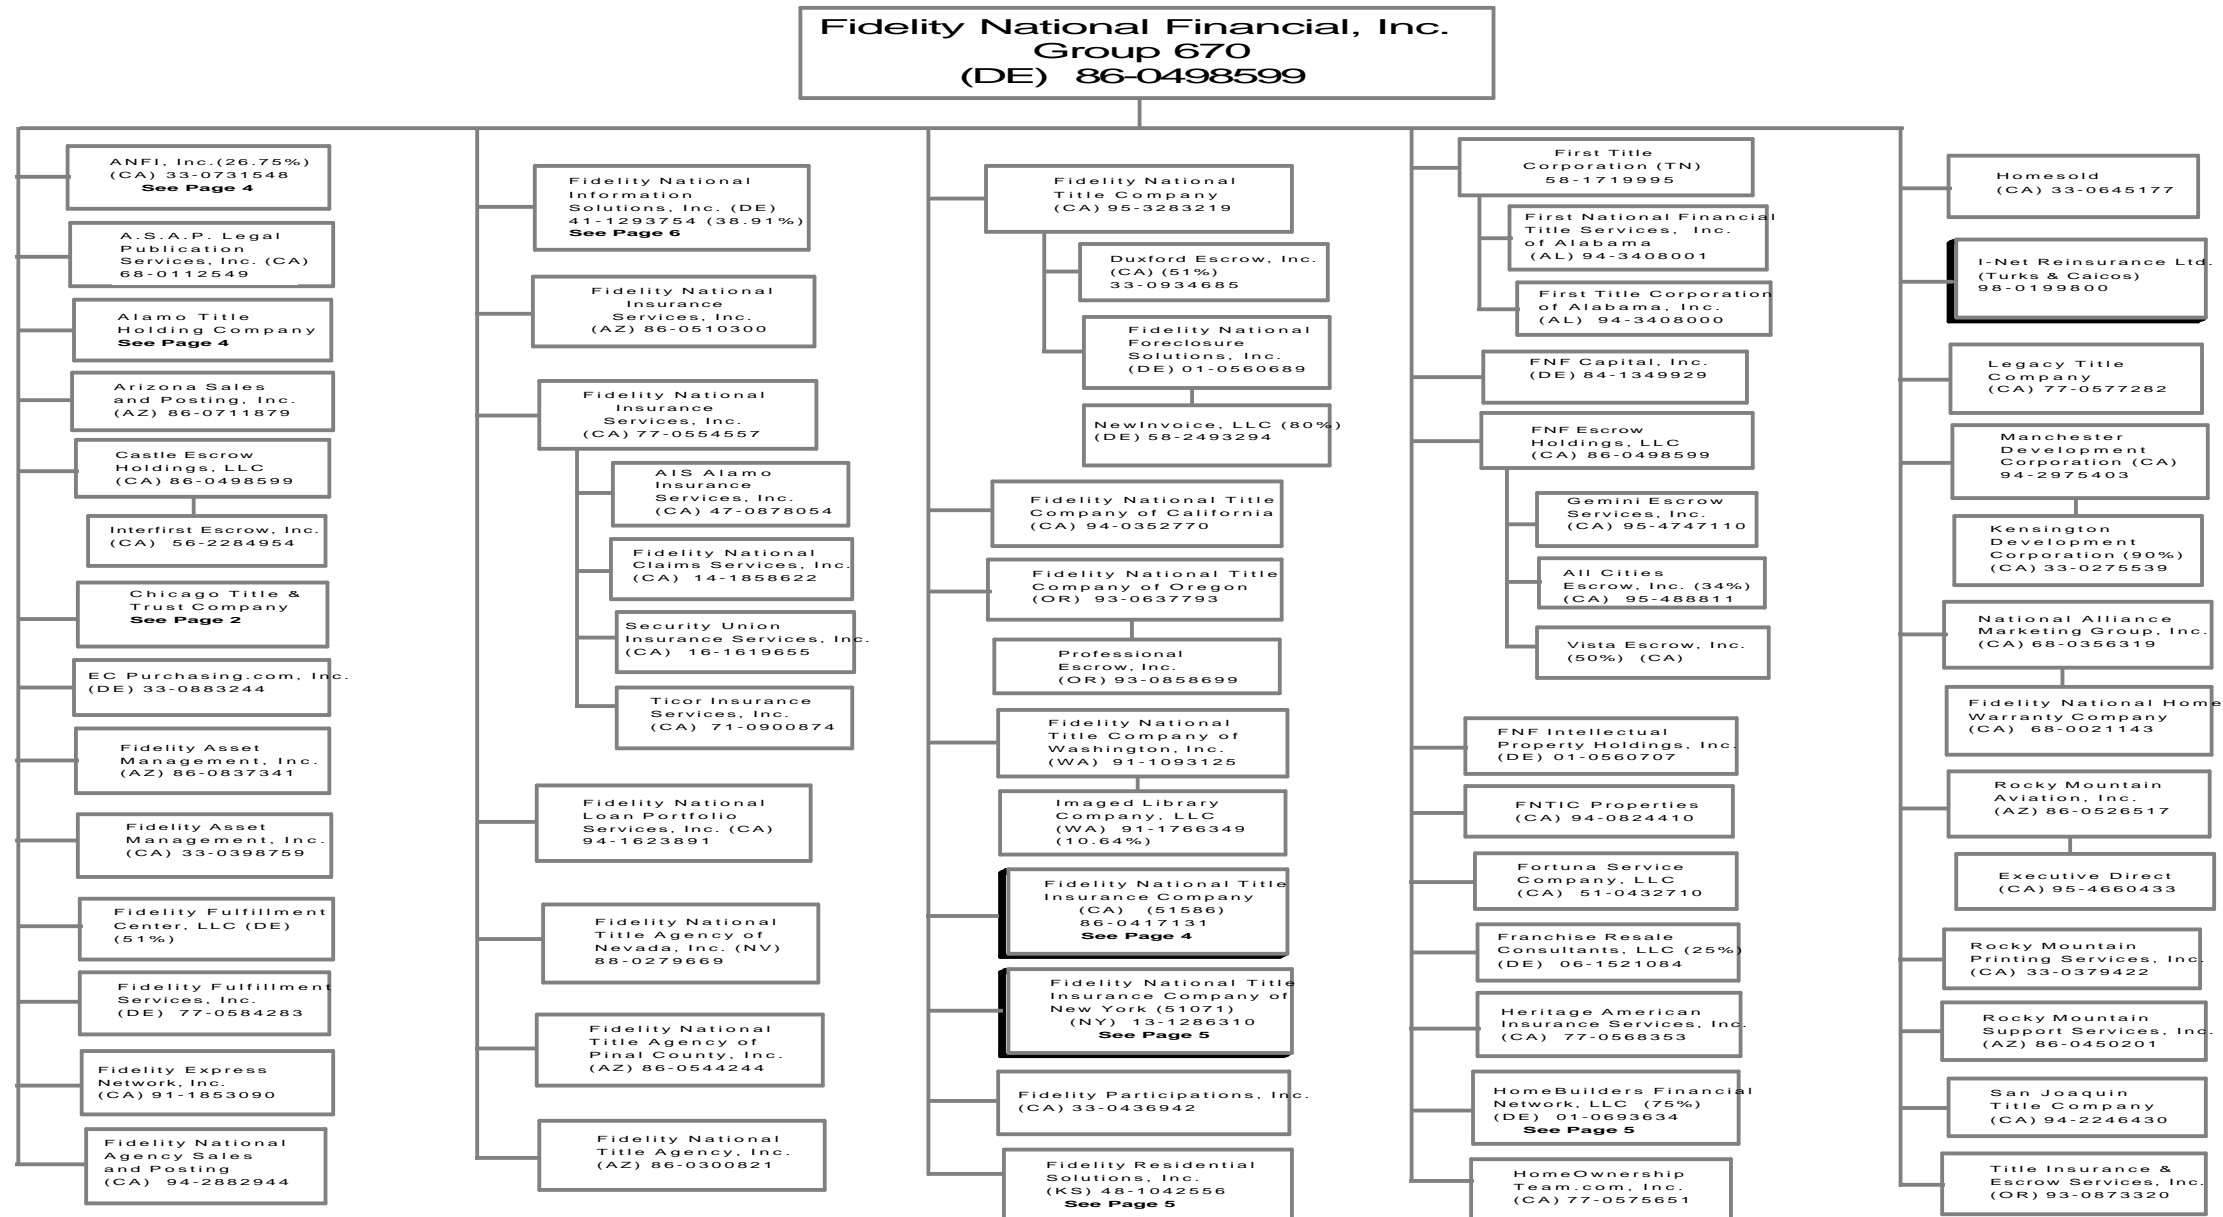 Fidelity National Financial, Inc.
Group 670
(DE) 86-0498599
ANFI, Inc.(26.75%)
(CA) 33-0731548
See Page 4
A.S.A.P. Legal
Publication
Services, Inc. (CA)
68-0112549
Alamo Title
Holding Company
See Page 4
Arizona Sales
and Posting, Inc.
(AZ) 86-0711879
Castle Escrow
Holdings, LLC
(CA) 86-0498599
Interfirst Escrow, Inc.
(CA) 56-2284954
Chicago Title &
Trust Company
See Page 2
EC Purchasing.com, Inc.
(DE) 33-0883244
Fidelity Asset
Management, Inc.
(AZ) 86-0837341
Fidelity Asset
Management, Inc.
(CA) 33-0398759
Fidelity Fulfillment
Center, LLC (DE)
(51%)
Fidelity Fulfillment
Services, Inc.
(DE) 77-0584283
Fidelity Express
Network, Inc.
(CA) 91-1853090
Fidelity National
Agency Sales
and Posting
(CA) 94-2882944
Fidelity National
Information
Solutions, Inc. (DE)
41-1293754 (38.91%)
See Page 6
Fidelity National
Insurance
Services, Inc.
(AZ) 86-0510300
Fidelity National
Insurance
Services, Inc.
(CA) 77-0554557
AIS Alamo
Insurance
Services, Inc.
(CA) 47-0878054
Fidelity National
Claims Services, Inc.
(CA) 14-1858622
Security Union
Insurance Services, Inc.
(CA) 16-1619655
Ticor Insurance
Services, Inc.
(CA) 71-0900874
Fidelity National
Loan Portfolio
Services, Inc. (CA)
94-1623891
Fidelity National
Title Agency of
Nevada, Inc. (NV)
88-0279669
Fidelity National
Title Agency of
Pinal County, Inc.
(AZ) 86-0544244
Fidelity National
Title Agency, Inc.
(AZ) 86-0300821
Fidelity National
Title Company
(CA) 95-3283219
Duxford Escrow, Inc.
(CA) (51%)
33-0934685
Fidelity National
Foreclosure
Solutions, Inc.
(DE) 01-0560689
NewInvoice, LLC (80%)
(DE) 58-2493294
Fidelity National Title
Company of California
(CA) 94-0352770
Fidelity National Title
Company of Oregon
(OR) 93-0637793
Professional
Escrow, Inc.
(OR) 93-0858699
Fidelity National
Title Company of
Washington, Inc.
(WA) 91-1093125
Imaged Library
Company, LLC
(WA) 91-1766349
(10.64%)
Fidelity National Title
Insurance Company
(CA) (51586)
86-0417131
See Page 4
Fidelity National Title
Insurance Company of
New York (51071)
(NY) 13-1286310
See Page 5
Fidelity Participations, Inc.
(CA) 33-0436942
Fidelity Residential
Solutions, Inc.
(KS) 48-1042556
See Page 5
First Title
Corporation (TN)
58-1719995
First National Financial
Title Services, Inc.
of Alabama
(AL) 94-3408001
First Title Corporation
of Alabama, Inc.
(AL) 94-3408000
FNF Capital, Inc.
(DE) 84-1349929
FNF Escrow
Holdings, LLC
(CA) 86-0498599
Gemini Escrow
Services, Inc.
(CA) 95-4747110
All Cities
Escrow, Inc. (34%)
(CA) 95-488811
Vista Escrow, Inc.
(50%) (CA)
FNF Intellectual
Property Holdings, Inc.
(DE) 01-0560707
FNTIC Properties
(CA) 94-0824410
Fortuna Service
Company, LLC
(CA) 51-0432710
Franchise Resale
Consultants, LLC (25%)
(DE) 06-1521084
Heritage American
Insurance Services, Inc.
(CA) 77-0568353
HomeBuilders Financial
Network, LLC (75%)
(DE) 01-0693634
See Page 5
HomeOwnership
Team.com, Inc.
(CA) 77-0575651
Homesold
(CA) 33-0645177
I-Net Reinsurance Ltd.
(Turks & Caicos)
98-0199800
Legacy Title
Company
(CA) 77-0577282
Manchester
Development
Corporation (CA)
94-2975403
Kensington
Development
Corporation (90%)
(CA) 33-0275539
National Alliance
Marketing Group, Inc.
(CA) 68-0356319
Fidelity National Home
Warranty Company
(CA) 68-0021143
Rocky Mountain
Aviation, Inc.
(AZ) 86-0526517
Executive Direct
(CA) 95-4660433
Rocky Mountain
Printing Services, Inc.
(CA) 33-0379422
Rocky Mountain
Support Services, Inc.
(AZ) 86-0450201
San Joaquin
Title Company
(CA) 94-2246430
Title Insurance &
Escrow Services, Inc.
(OR) 93-0873320